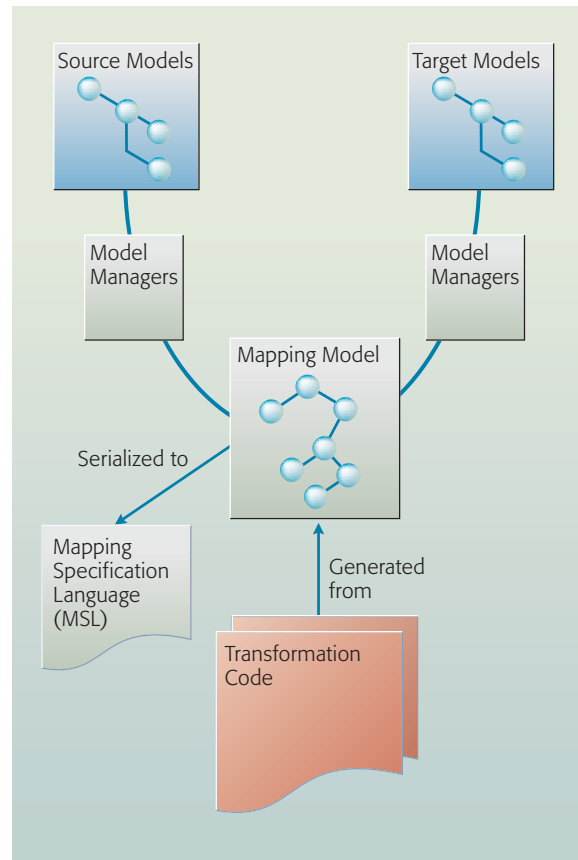 Source Models
Target Models
Model
Managers
Model
Managers
Mapping Model
Serialized to
Mapping
Specification
Language
(MSL)
Generated
from
Transformation
Code